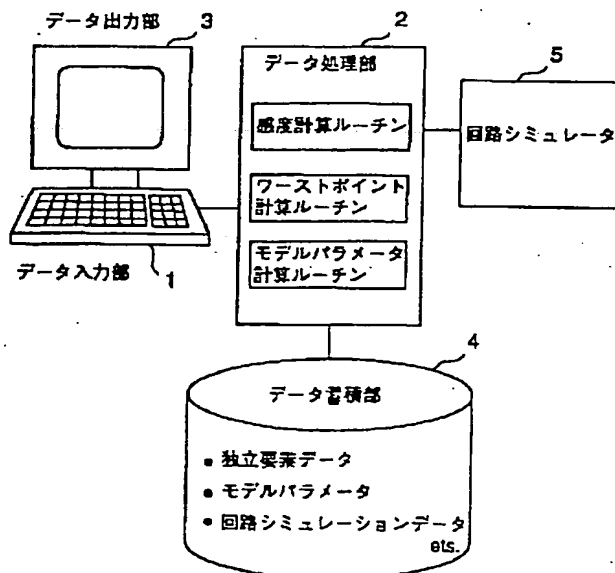 データ出力部
3
データ入力部
1
2
データ処理部
感度計算ルーチン
ワーストポイント
計算ルーチン
モデルパラメータ
計算ルーチン
5
回路シミュレータ
4
データ蓄積部
• 独立要素データ
• モデルパラメータ
• 回路シミュレーションデータ
ets.